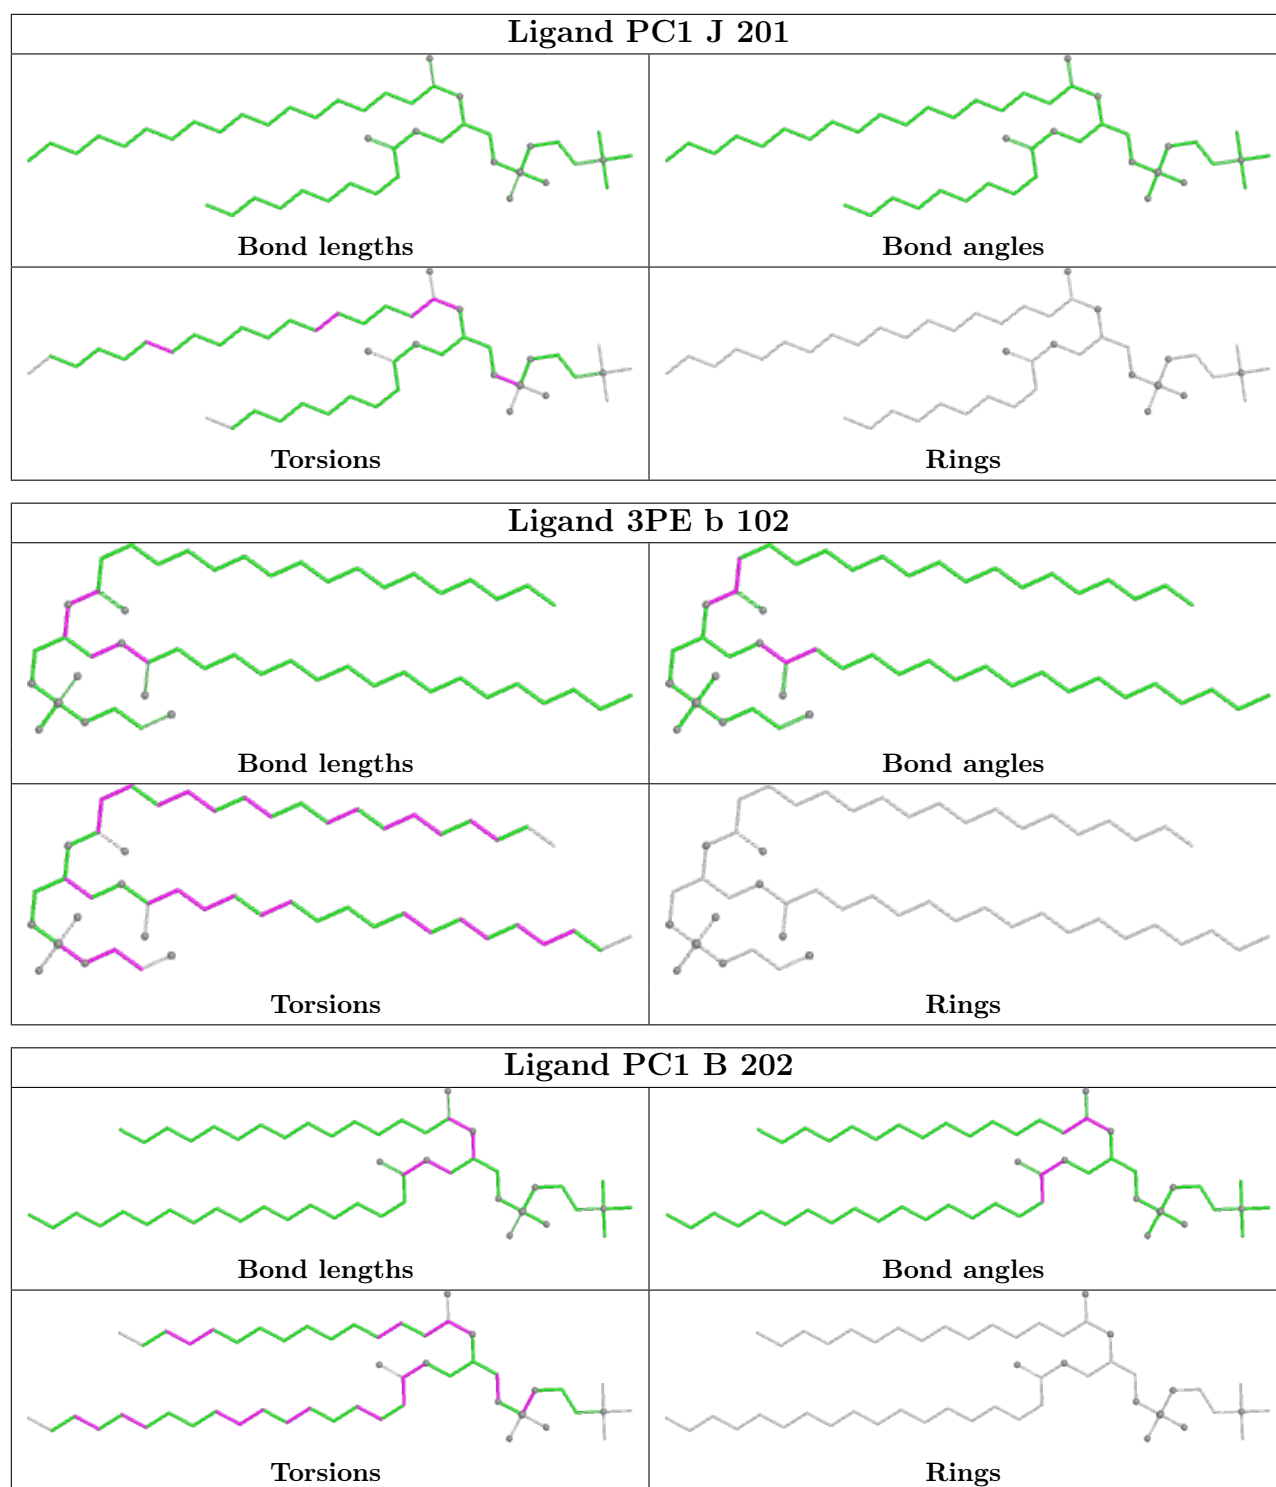 Ligand PC1 J 201
Bond lengths
Bond angles
Torsions
Rings
Ligand 3PE b 102
Bond lengths
Bond angles
Torsions
Rings
Ligand PC1 B 202
Bond lengths
Bond angles
Torsions
Rings